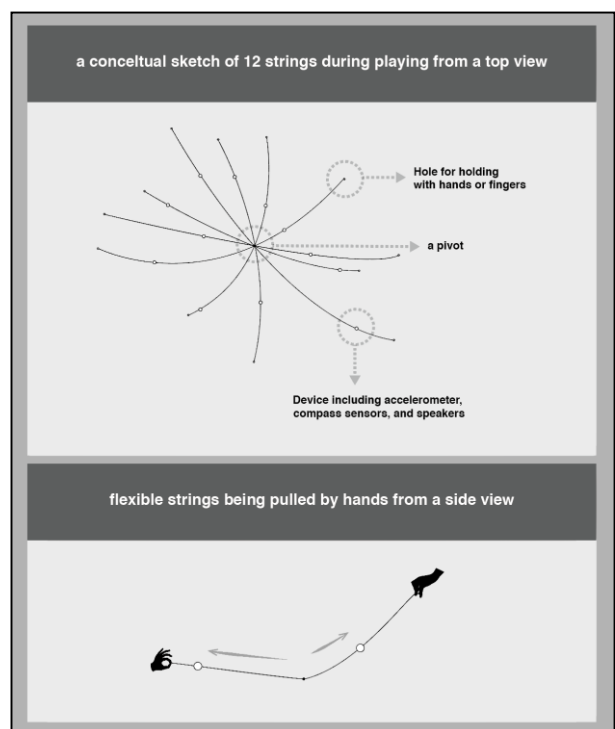 a conceltual sketch of 12 strings during playing from a top view
Hole for holding
with hands or fingers
a pivot
Device including accelerometer,
compass sensors, and speakers
flexible strings being pulled by hands from a side view